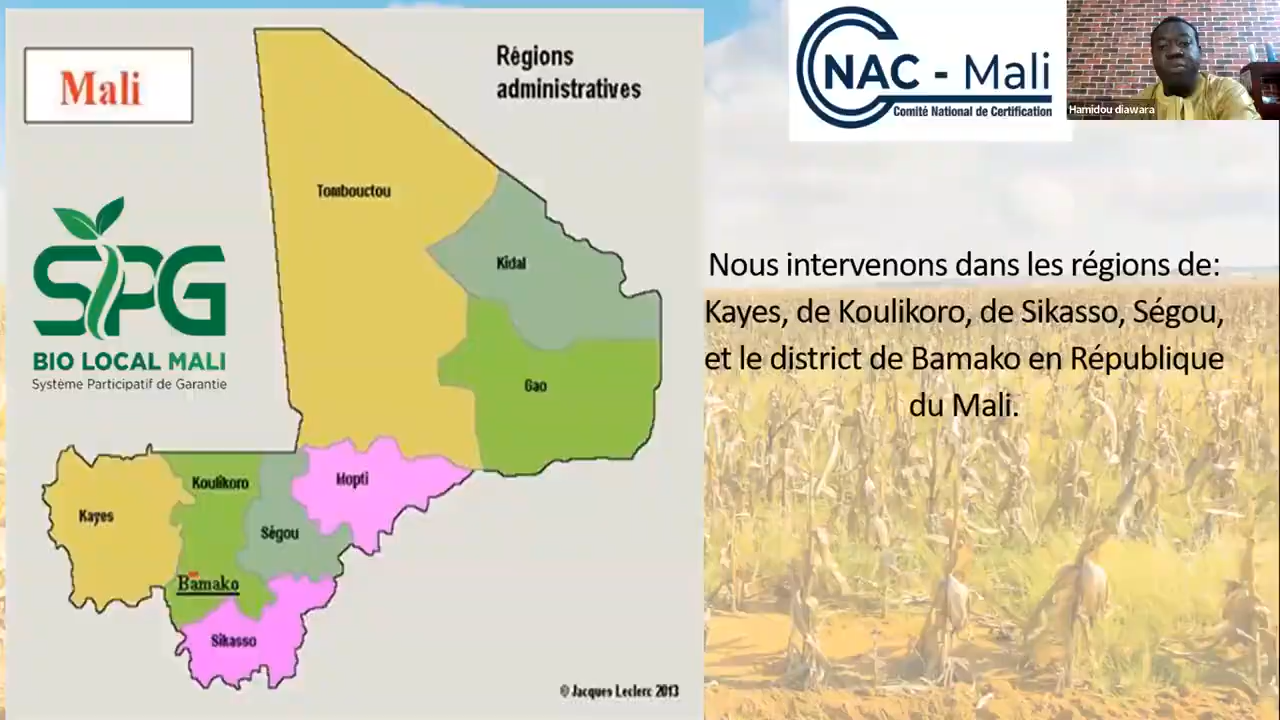 Mali
Régions
administratives
CNAC - Mali
Comité National de Certification
Hamidou diawara
Tombouctou
Kidal
Gao
SPG
BIO LOCAL MALI
Système Participatif de Garantie
Nous intervenons dans les régions de:
Kayes, de Koulikoro, de Sikasso, Ségou,
et le district de Bamako en République
du Mali.
Koulikoro
Mopti
Kayes
Ségou
Bamako
Sikasso
© Jacques Leclerc 2013